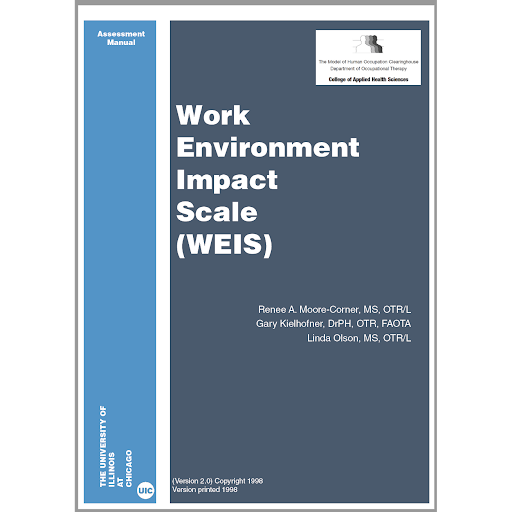 Assessment
Manual
The Model of Human Occupation Clearinghouse
Department of Occupational Therapy
College of Applied Health Sciences
Work
Environment
Impact
Scale
(WEIS)
Renee A. Moore-Corner, MS, OTR/L
Gary Kielhofner, DrPH, OTR, FAOTA
Linda Olson, MS, OTR/L
THE UNIVERSITY OF
ILLINOIS
AT
CHICAGO
UIC
(Version 2.0) Copyright 1998
Version printed 1998